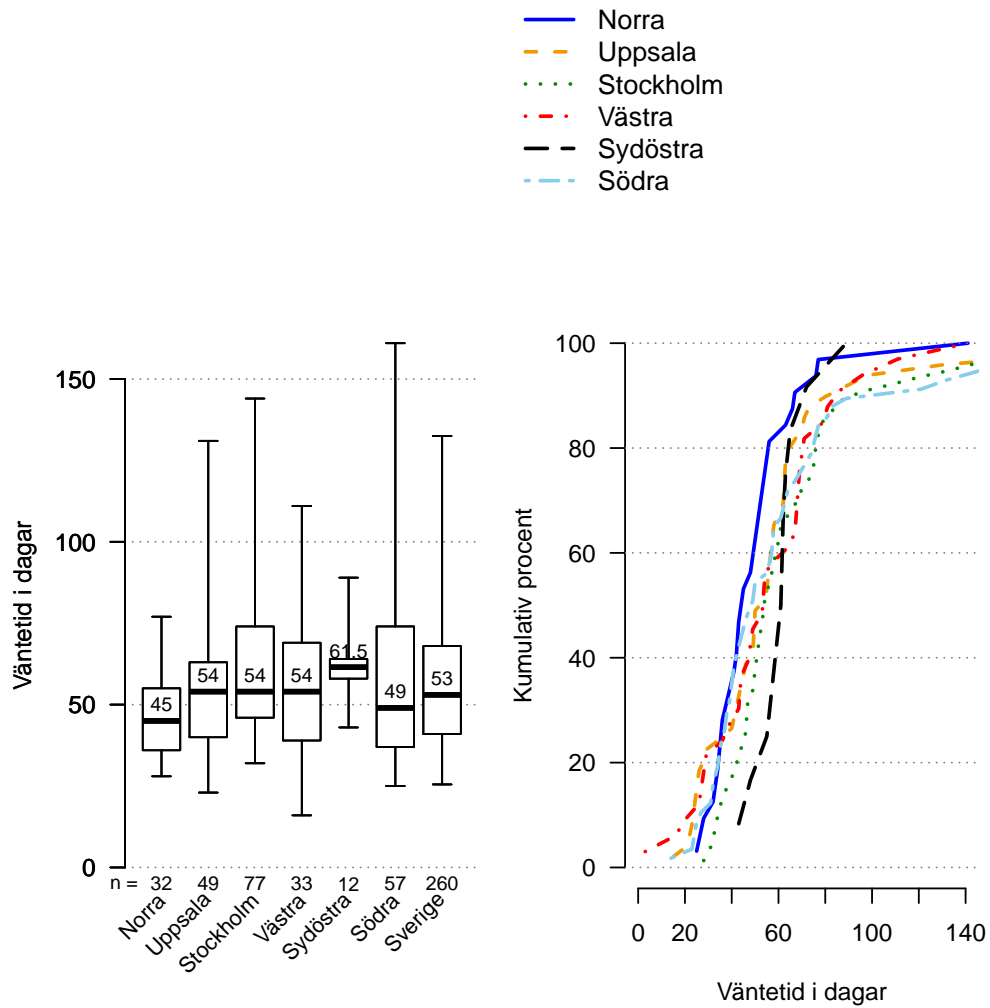 Norra
Uppsala
Stockholm
Västra
Sydöstra
Södra
Väntetid i dagar
150
100
50
0
45
54
54
54
61.5
49
53
n = 32 49 77 33 12 57 260
Norra
Uppsala
Stockholm
Västra
Sydöstra
Södra
Sverige
Kumulativ procent
100
80
60
40
20
0
0 20 60 100 140
Väntetid i dagar